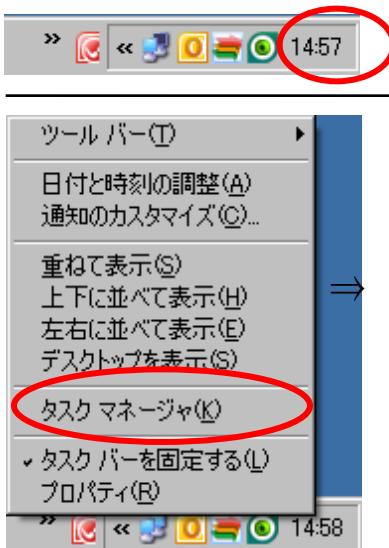 »
«
14:57
ツール バー(T)
日付と時刻の調整(A)
通知のカスタマイズ(C)...
重ねて表示(S)
上下に並べて表示(H)
左右に並べて表示(E)
デスクトップを表示(S)
⇒
タスク マネージャ(K)
タスク バーを固定する(L)
プロパティ(R)
»
«
14:58